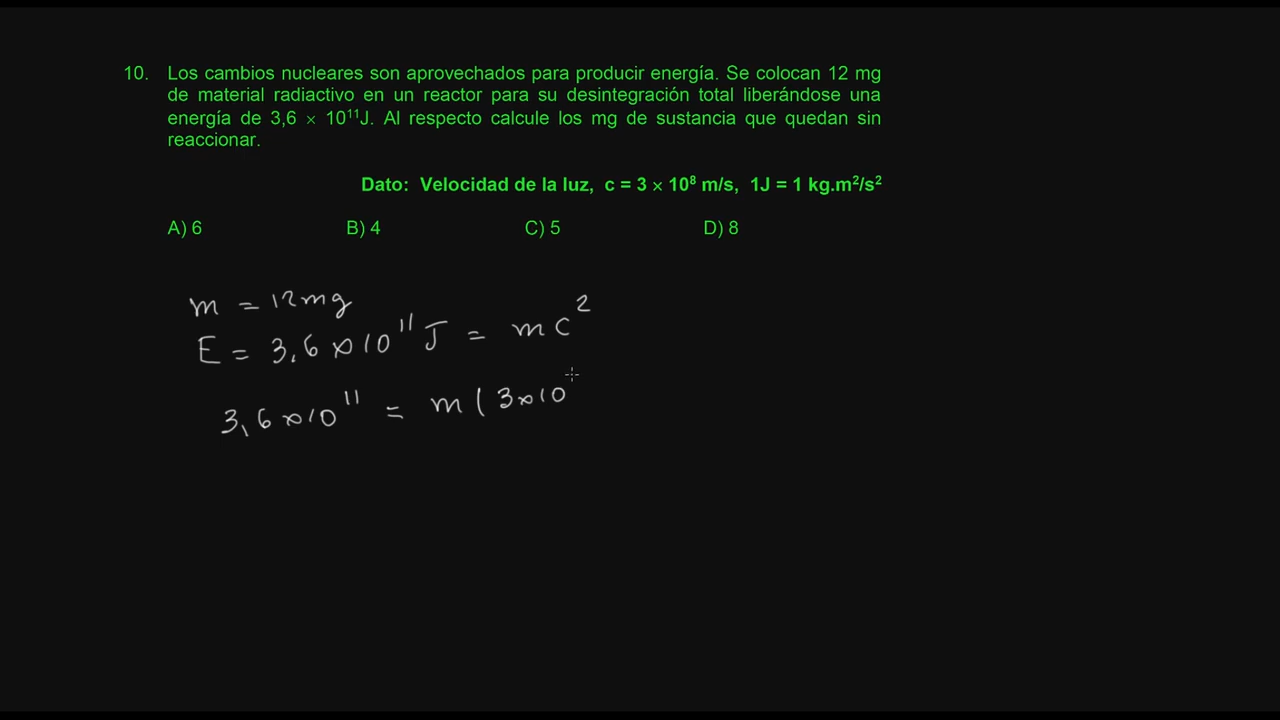 10. Los cambios nucleares son aprovechados para producir energía. Se colocan 12 mg
de material radiactivo en un reactor para su desintegración total liberándose una
energía de 3,6 × 10¹¹J. Al respecto calcule los mg de sustancia que quedan sin
reaccionar.
Dato: Velocidad de la luz, c = 3 × 10⁸ m/s, 1J = 1 kg.m²/s²
A) 6 B) 4 C) 5 D) 8
m = 12mg
E = 3,6 × 10¹¹ J = mc²
3,6 × 10¹¹ = m ( 3×10